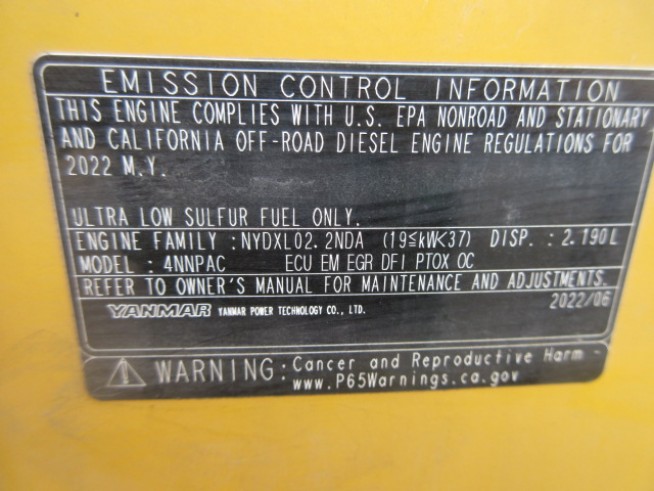 EMISSION CONTROL INFORMATION
THIS ENGINE COMPLIES WITH U.S. EPA NONROAD AND STATIONARY
AND CALIFORNIA OFF-ROAD DIESEL ENGINE REGULATIONS FOR
2022 M.Y.
ULTRA LOW SULFUR FUEL ONLY.
ENGINE FAMILY : NYDXL02.2NDA (19≦kW<37) DISP. : 2.190L
MODEL : 4NNPAC ECU EM EGR DFI PTOX OC
REFER TO OWNER'S MANUAL FOR MAINTENANCE AND ADJUSTMENTS.
2022/06
YANMAR YANMAR POWER TECHNOLOGY CO., LTD.
WARNING: Cancer and Reproductive Harm -
www.P65Warnings.ca.gov